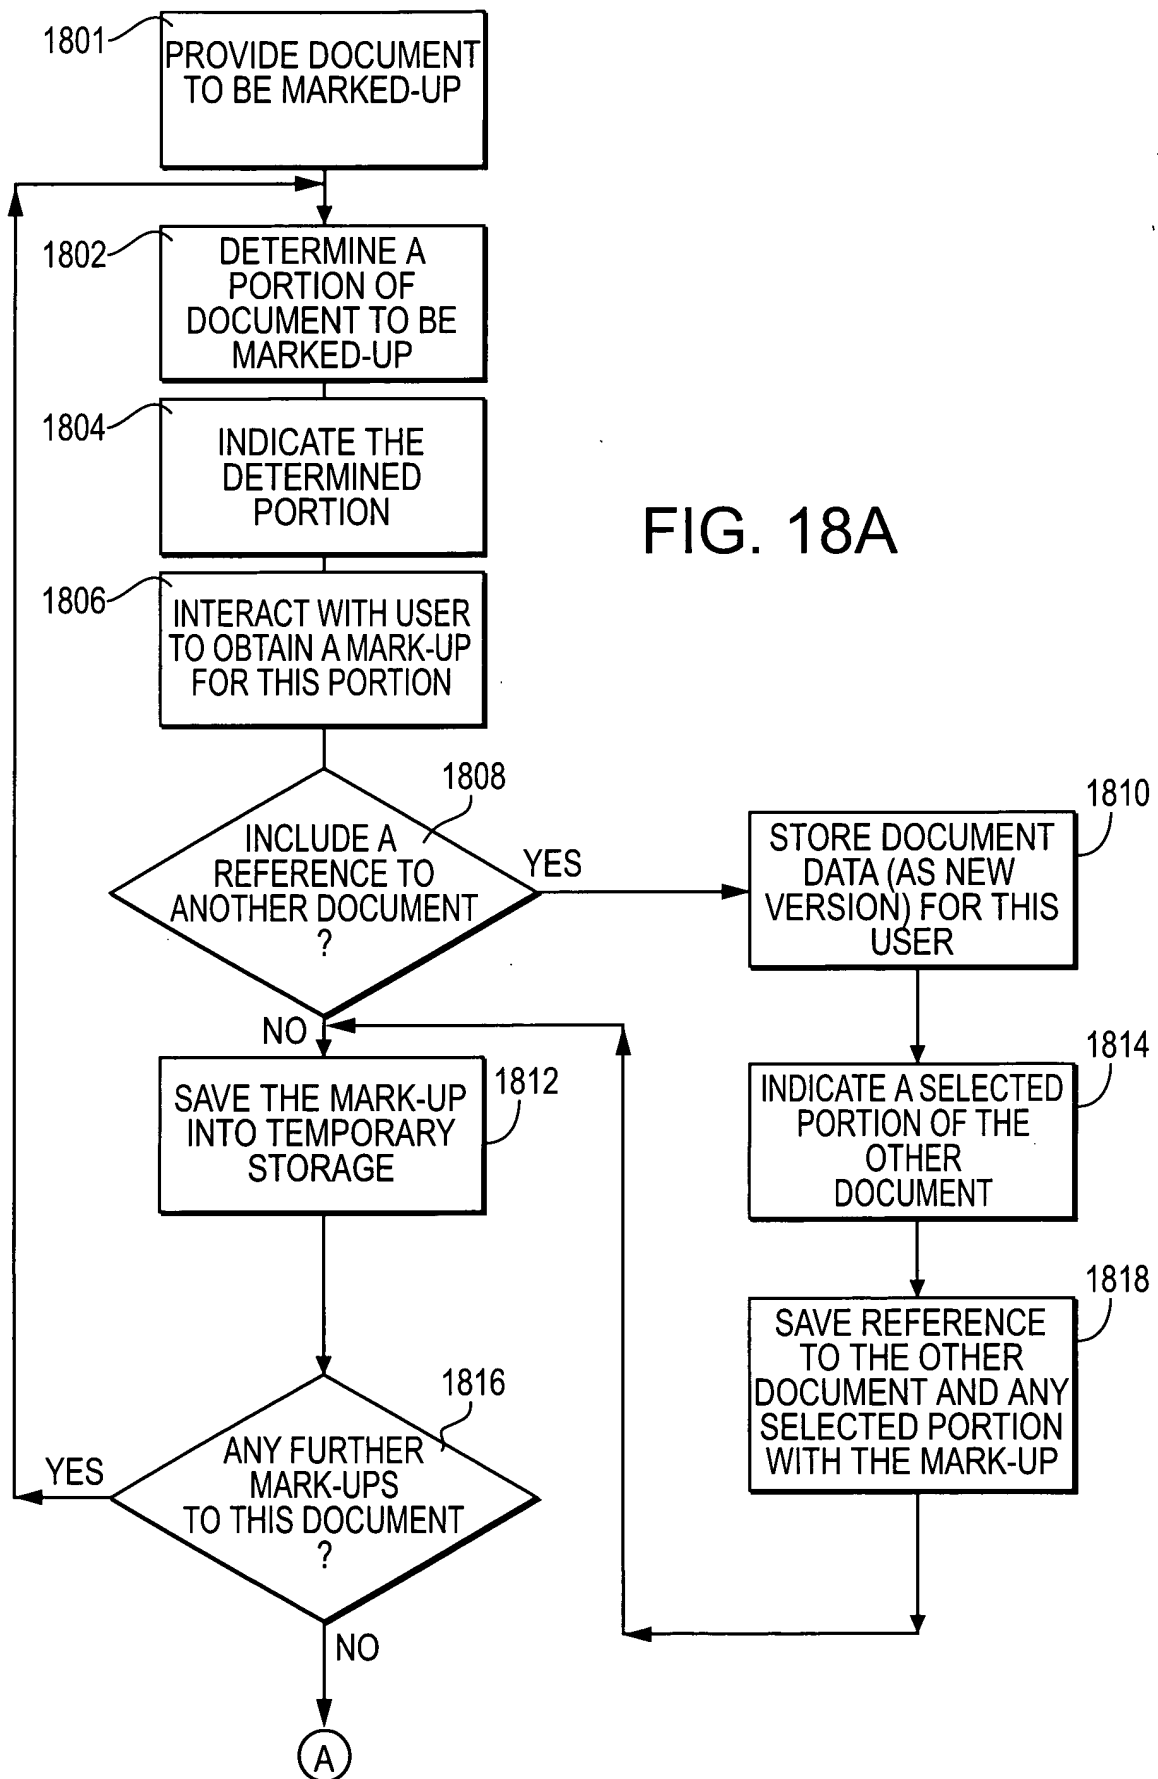 1801
PROVIDE DOCUMENT
TO BE MARKED-UP
1802
DETERMINE A
PORTION OF
DOCUMENT TO BE
MARKED-UP
1804
INDICATE THE
DETERMINED
PORTION
FIG. 18A
1806
INTERACT WITH USER
TO OBTAIN A MARK-UP
FOR THIS PORTION
1808
INCLUDE A
REFERENCE TO
ANOTHER DOCUMENT
?
YES
NO
1810
STORE DOCUMENT
DATA (AS NEW
VERSION) FOR THIS
USER
1812
SAVE THE MARK-UP
INTO TEMPORARY
STORAGE
1814
INDICATE A SELECTED
PORTION OF THE
OTHER
DOCUMENT
1816
ANY FURTHER
MARK-UPS
TO THIS DOCUMENT
?
YES
NO
1818
SAVE REFERENCE
TO THE OTHER
DOCUMENT AND ANY
SELECTED PORTION
WITH THE MARK-UP
A